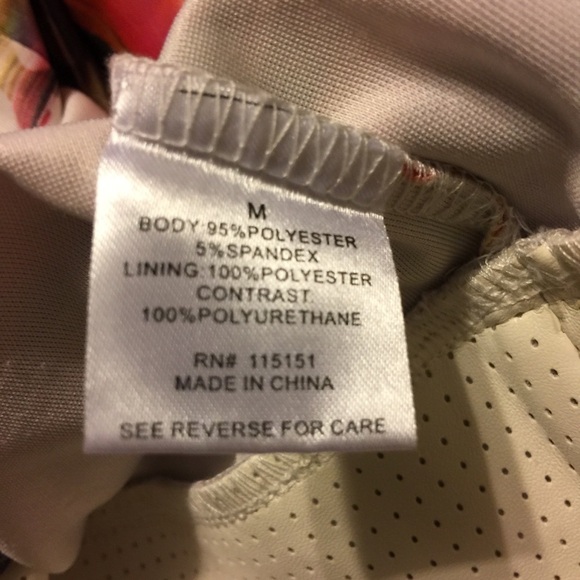 M
BODY:95%POLYESTER
5%SPANDEX
LINING:100%POLYESTER
CONTRAST:
100%POLYURETHANE
RN# 115151
MADE IN CHINA
SEE REVERSE FOR CARE